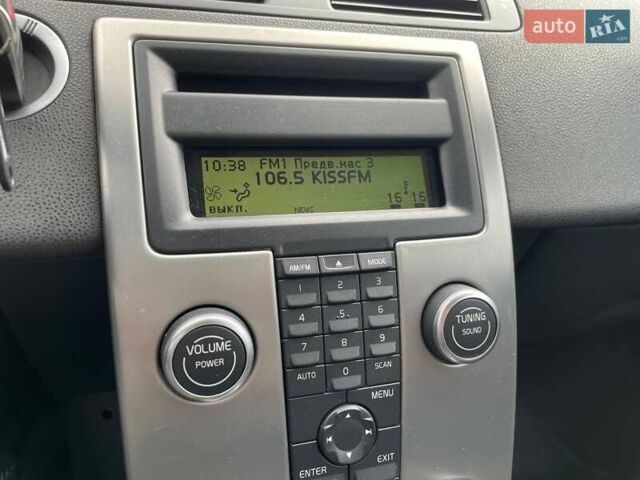 auto RIA
.com
10:38 FM1 Предв.нас 3
106.5 KISSFM
16 16
выкл. NEWS
AM/FM MODE
1 2 3
4 .5. 6
7 8 9
AUTO 0 SCAN
MENU
ENTER EXIT
VOLUME
POWER
TUNING
SOUND